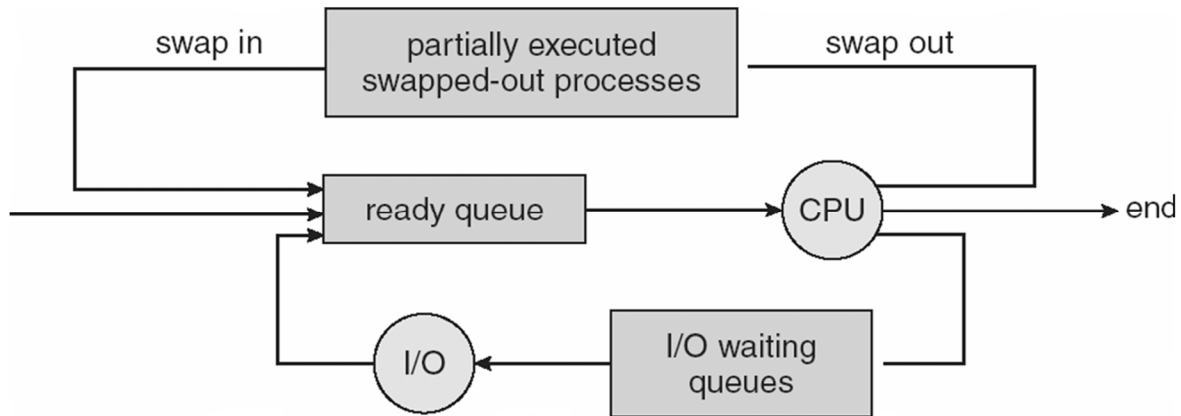 swap in
partially executed
swapped-out processes
swap out
ready queue
CPU
end
I/O
I/O waiting
queues